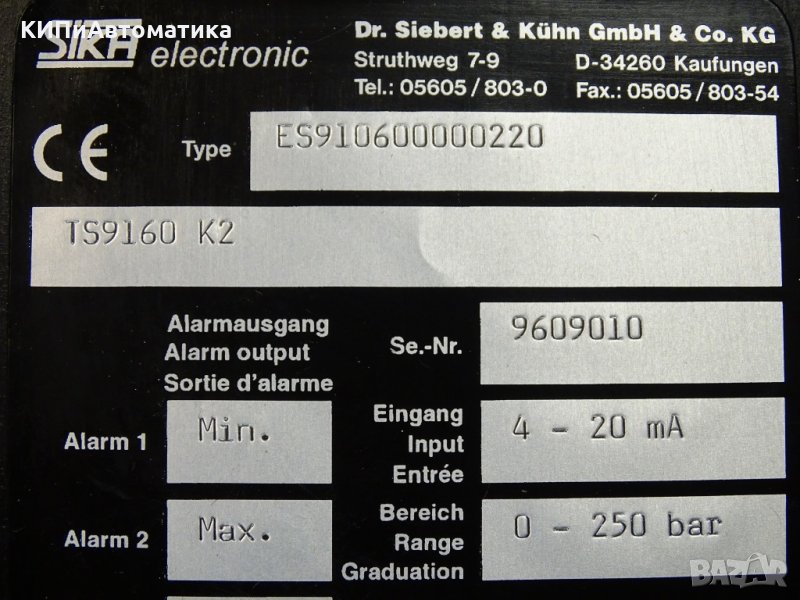 КИПиАвтоматика
SIKA electronic
Dr. Siebert & Kühn GmbH & Co. KG
Struthweg 7-9 D-34260 Kaufungen
Tel.: 05605/803-0 Fax.: 05605/803-54
CE Type ES910600000220
TS9160 K2
Alarmausgang
Alarm output
Sortie d'alarme
Se.-Nr. 9609010
Alarm 1 Min.
Eingang
Input
Entrée
4 - 20 mA
Alarm 2 Max.
Bereich
Range
Graduation
0 - 250 bar
BAZAR